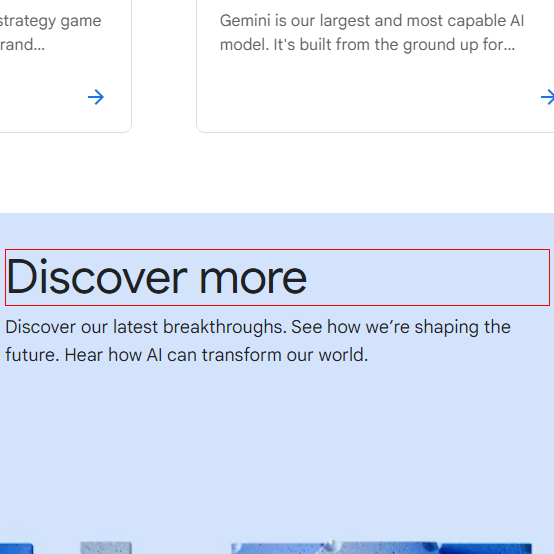 strategy game
rand...
Gemini is our largest and most capable AI
model. It's built from the ground up for...
Discover more
Discover our latest breakthroughs. See how we’re shaping the
future. Hear how AI can transform our world.